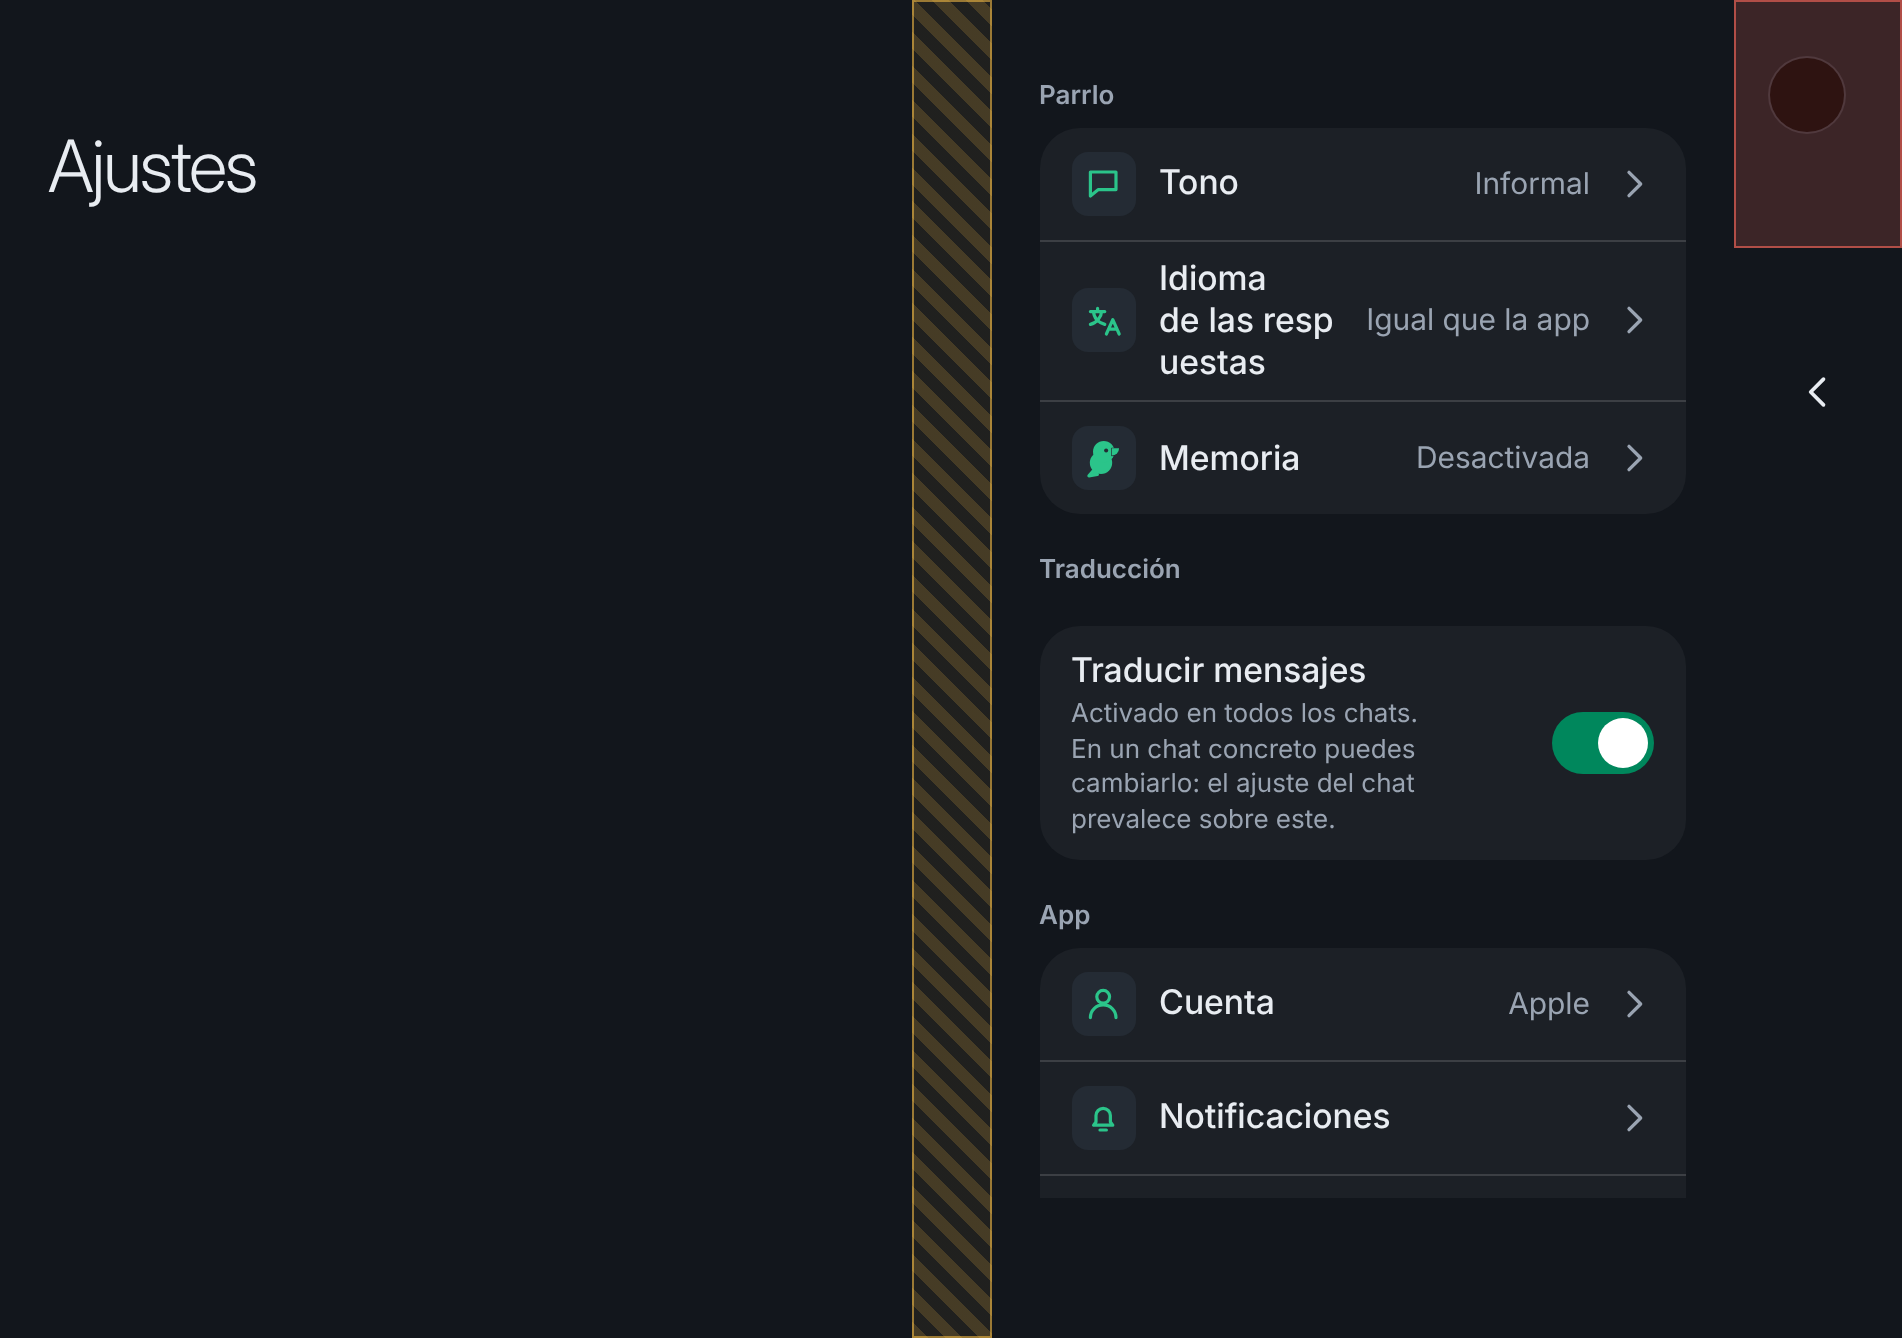 Ajustes
Parrlo
Tono
Informal
Idioma
de las resp
uestas
Igual que la app
Memoria
Desactivada
Traducción
Traducir mensajes
Activado en todos los chats.
En un chat concreto puedes
cambiarlo: el ajuste del chat
prevalece sobre este.
App
Cuenta
Apple
Notificaciones